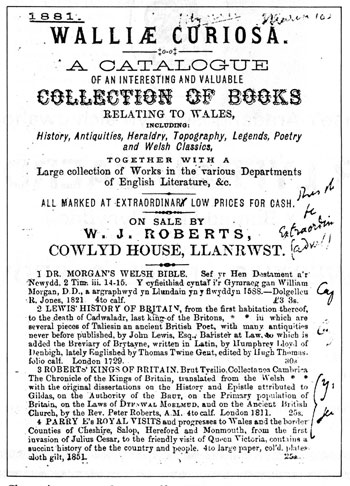 1881.
WALLIÆ CURIOSA.
A CATALOGUE
OF AN INTERESTING AND VALUABLE
COLLECTION OF BOOKS
RELATING TO WALES,
INCLUDING:
History, Antiquities, Heraldry, Topography, Legends, Poetry
and Welsh Classics,
TOGETHER WITH A
Large collection of Works in the various Departments
of English Literature, &c.
ALL MARKED AT EXTRAORDINARY LOW PRICES FOR CASH.
ON SALE BY
W. J. ROBERTS,
COWLYD HOUSE, LLANRWST.
1 DR. MORGAN'S WELSH BIBLE. Sef yr Hen Destament a'r
Newydd. 2 Tim. iii. 14-15. Y cyfieithiad cyntaf i'r Gymraeg gan William
Morgan, D.D., a argraphwyd yn Llundain yn y flwyddyn 1588.—Dolgelleu
R. Jones, 1821 4to calf. £3 3s.
2 LEWIS' HISTORY OF BRITAIN, from the first habitation thereof,
to the death of Cadwaladr, last king of the Britons, * * in which are
several pieces of Taliesin an ancient British Poet, with many antiquities
never before published, by John Lewis, Esq., Barister at Law. to which is
added the Breviary of Brytayne, written in Latin, by Humphrey Lloyd of
Denbigh, lately Englished by Thomas Twine Gent, edited by Hugh Thomas.
folio calf. London 1729. 30s
3 ROBERTS' KINGS OF BRITAIN. Brut Tysilio. Collectanea Cambrica
The Chronicle of the Kings of Britain, translated from the Welsh * *
with the original dissertations on the History and Epistle attributed to
Gildas, on the Authority of the BRUT, on the Primary population of
Britain, on the Laws of DYFNWAL MOELMUD, and on the Ancient British
Church, by the Rev. Peter Roberts, A.M. 4to calf. London 1811. 25s.
4 PARRY E's ROYAL VISITS and progresses to Wales and the border
Counties of Cheshire, Salop, Hereford and Monmouth, from the first
invasion of Julius Cesar, to the friendly visit of Queen Victoria, contains a
succint history of the the country and people. 4to large paper, col'd. plates
cloth gilt, 1851. 25s.